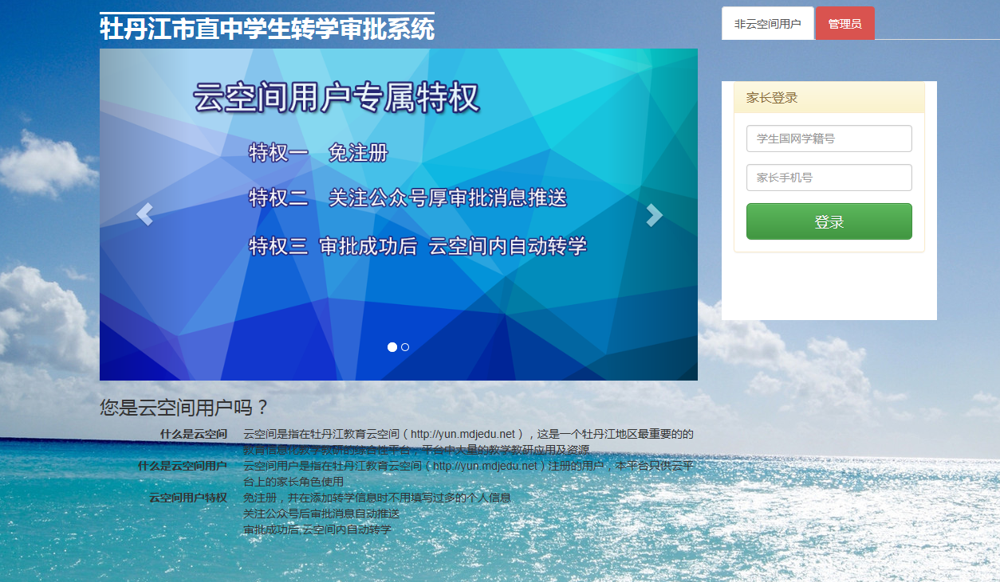 牡丹江市直中学生转学审批系统
非云空间用户
管理员
云空间用户专属特权
特权一 免注册
特权二 关注公众号厚审批消息推送
特权三 审批成功后 云空间内自动转学
家长登录
学生国网学籍号
家长手机号
登录
您是云空间用户吗？
什么是云空间 云空间是指在牡丹江教育云空间（http://yun.mdjedu.net），这是一个牡丹江地区最重要的的
教育信息化教学教研的综合性平台，平台中大量的教学教研应用及资源
什么是云空间用户 云空间用户是指在牡丹江教育云空间（http://yun.mdjedu.net）注册的用户，本平台只供云平
台上的家长角色使用
云空间用户特权 免注册，并在添加转学信息时不用填写过多的个人信息
关注公众号后审批消息自动推送
审批成功后,云空间内自动转学